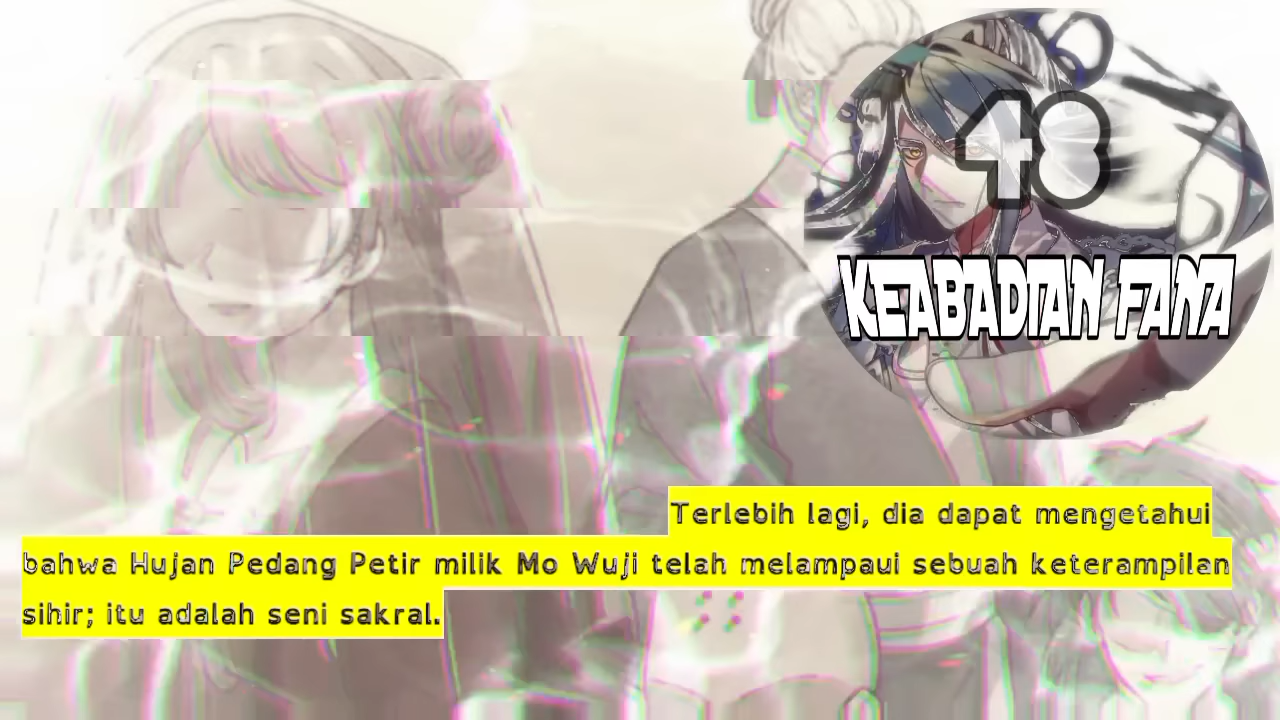 48
KEABADIAN FANA
Terlebih lagi, dia dapat mengetahui
bahwa Hujan Pedang Petir milik Mo Wuji telah melampaui sebuah keterampilan
sihir; itu adalah seni sakral.